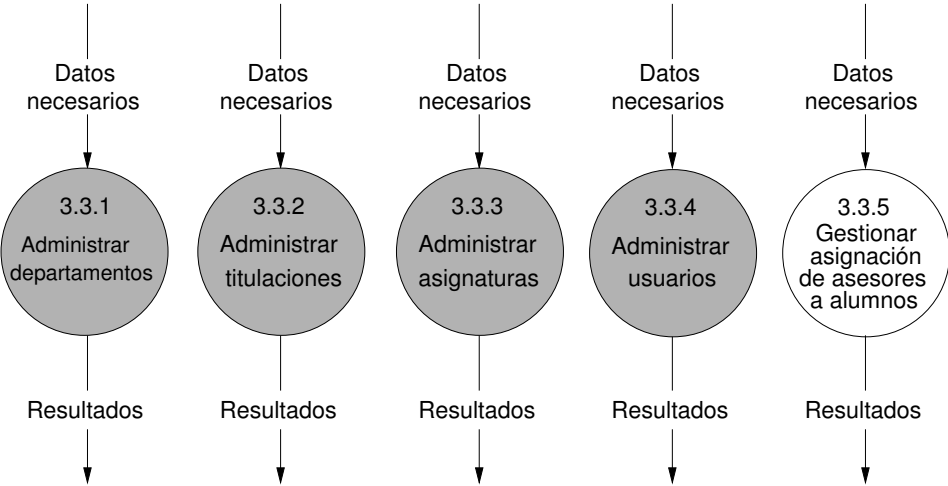 Datos
necesarios
Datos
necesarios
Datos
necesarios
Datos
necesarios
Datos
necesarios
3.3.1
Administrar
departamentos
3.3.2
Administrar
titulaciones
3.3.3
Administrar
asignaturas
3.3.4
Administrar
usuarios
3.3.5
Gestionar
asignación
de asesores
a alumnos
Resultados
Resultados
Resultados
Resultados
Resultados